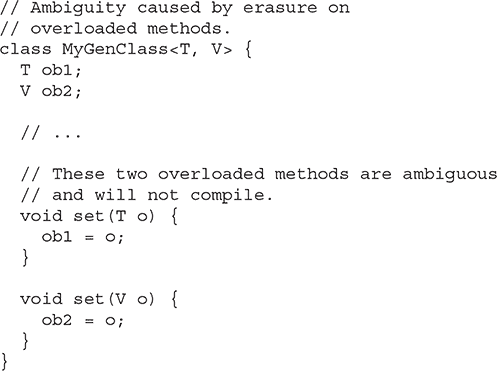 // Ambiguity caused by erasure on
// overloaded methods.
class MyGenClass<T, V> {
  T ob1;
  V ob2;

  // ...

  // These two overloaded methods are ambiguous
  // and will not compile.
  void set(T o) {
    ob1 = o;
  }

  void set(V o) {
    ob2 = o;
  }
}